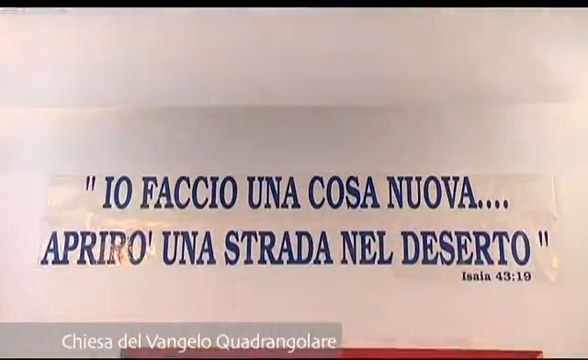 " IO FACCIO UNA COSA NUOVA....
APRIRO' UNA STRADA NEL DESERTO "
Isaia 43:19
Chiesa del Vangelo Quadrangolare